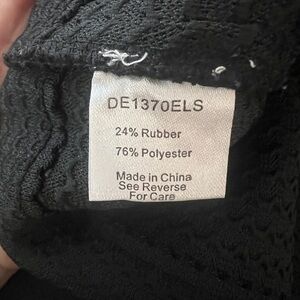 DE1370ELS
24% Rubber
76% Polyester
Made in China
See Reverse
For Care